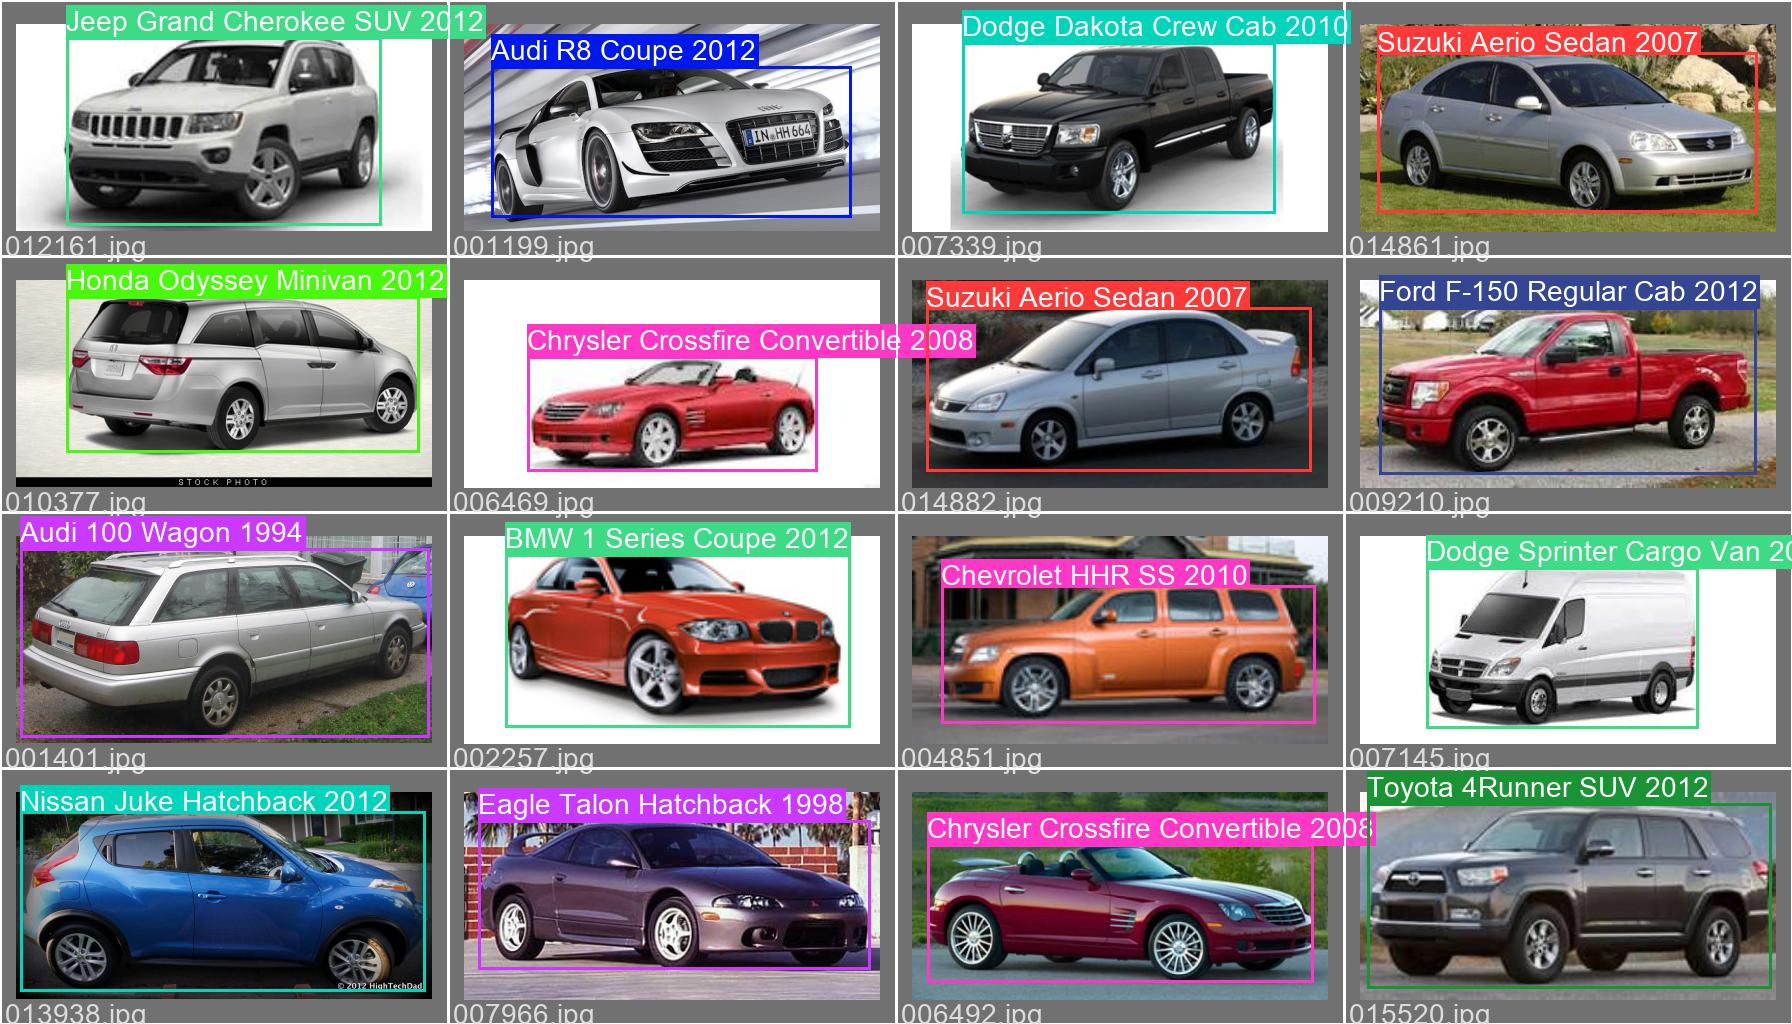 Jeep Grand Cherokee SUV 2012
Audi R8 Coupe 2012
IN·HH 664
Dodge Dakota Crew Cab 2010
Suzuki Aerio Sedan 2007
012161.jpg
001199.jpg
007339.jpg
014861.jpg
Honda Odyssey Minivan 2012
Chrysler Crossfire Convertible 2008
Suzuki Aerio Sedan 2007
Ford F-150 Regular Cab 2012
STOCK PHOTO
010377.jpg
006469.jpg
014882.jpg
009210.jpg
Audi 100 Wagon 1994
BMW 1 Series Coupe 2012
Chevrolet HHR SS 2010
Dodge Sprinter Cargo Van 20
001401.jpg
002257.jpg
004851.jpg
007145.jpg
Nissan Juke Hatchback 2012
Eagle Talon Hatchback 1998
Chrysler Crossfire Convertible 2008
Toyota 4Runner SUV 2012
© 2012 HighTechDad
013938.jpg
007966.jpg
006492.jpg
015520.jpg